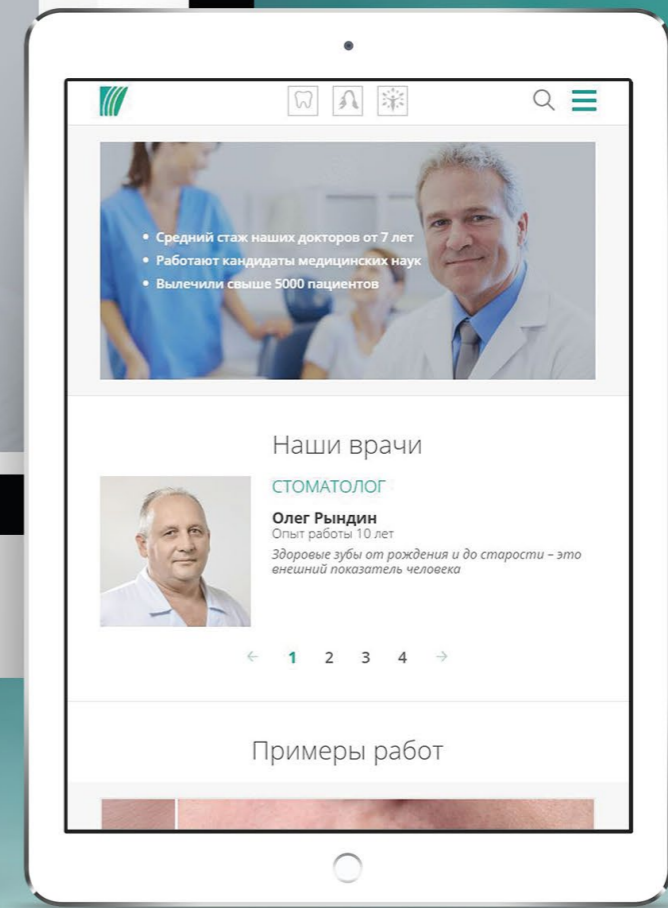 Средний стаж наших докторов от 7 лет
Работают кандидаты медицинских наук
Вылечили свыше 5000 пациентов
Наши врачи
СТОМАТОЛОГ
Олег Рындин
Опыт работы 10 лет
Здоровые зубы от рождения и до старости – это
внешний показатель человека
← 1 2 3 4 →
Примеры работ